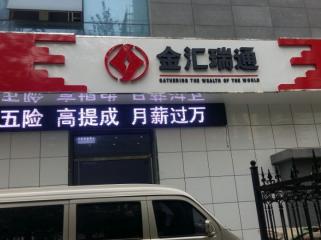 金汇瑞通
GATHERING THE WEALTH OF THE WORLD
五险 高提成 月薪过万